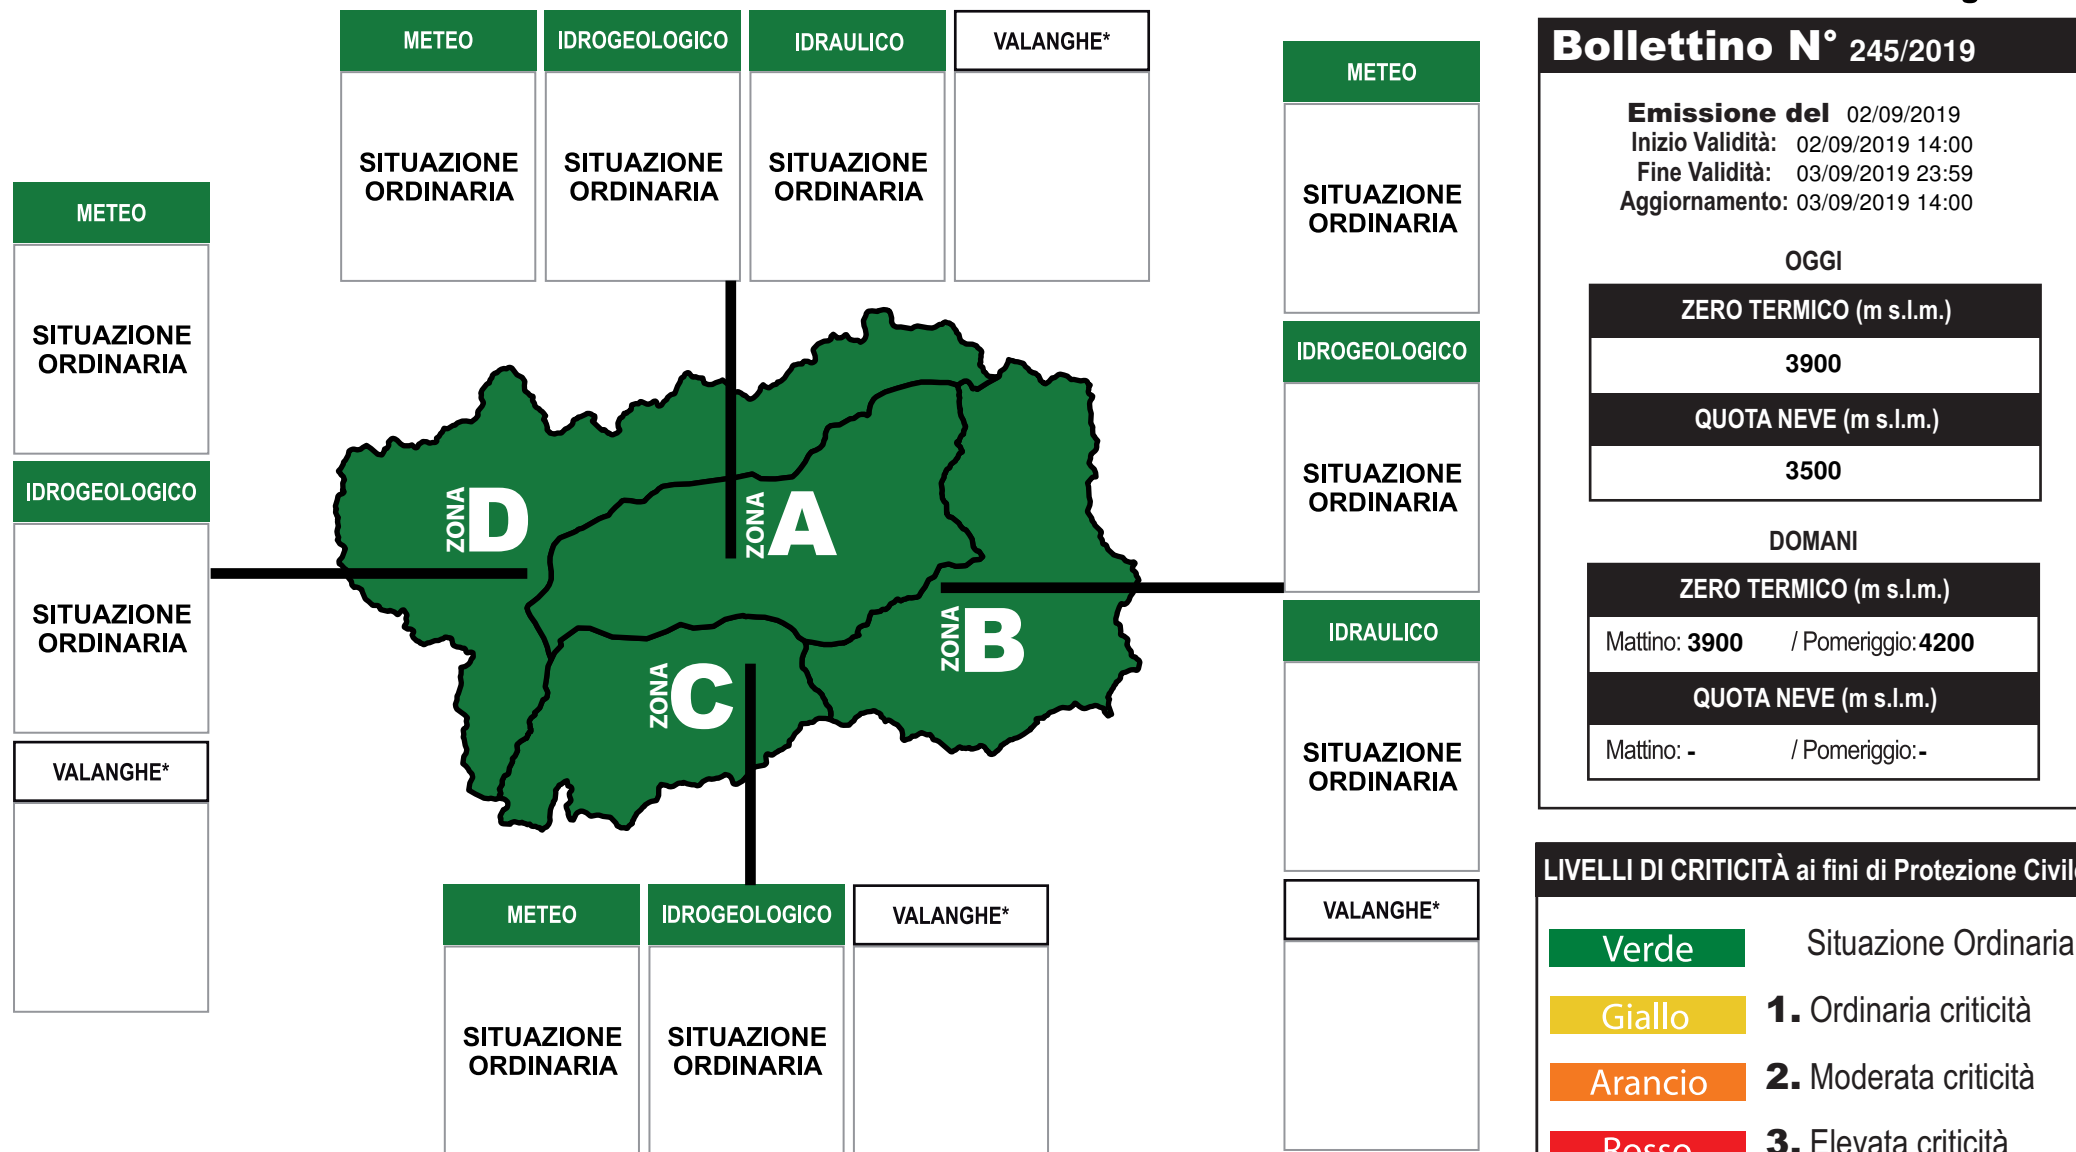 METEO
IDROGEOLOGICO
IDRAULICO
VALANGHE*
SITUAZIONE
ORDINARIA
SITUAZIONE
ORDINARIA
SITUAZIONE
ORDINARIA
METEO
SITUAZIONE
ORDINARIA
IDROGEOLOGICO
SITUAZIONE
ORDINARIA
VALANGHE*
ZONA D
ZONA A
ZONA B
ZONA C
METEO
SITUAZIONE
ORDINARIA
IDROGEOLOGICO
SITUAZIONE
ORDINARIA
IDRAULICO
SITUAZIONE
ORDINARIA
VALANGHE*
METEO
IDROGEOLOGICO
VALANGHE*
SITUAZIONE
ORDINARIA
SITUAZIONE
ORDINARIA
Bollettino N° 245/2019
Emissione del 02/09/2019
Inizio Validità: 02/09/2019 14:00
Fine Validità: 03/09/2019 23:59
Aggiornamento: 03/09/2019 14:00
OGGI
ZERO TERMICO (m s.l.m.)
3900
QUOTA NEVE (m s.l.m.)
3500
DOMANI
ZERO TERMICO (m s.l.m.)
Mattino: 3900 / Pomeriggio: 4200
QUOTA NEVE (m s.l.m.)
Mattino: - / Pomeriggio: -
LIVELLI DI CRITICITÀ ai fini di Protezione Civile
Verde Situazione Ordinaria
Giallo 1. Ordinaria criticità
Arancio 2. Moderata criticità
Rosso 3. Elevata criticità